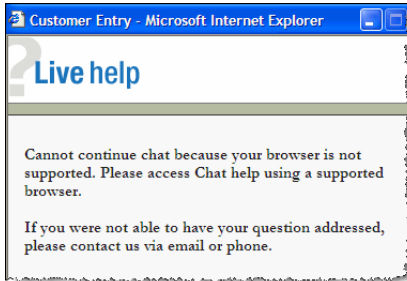 Customer Entry - Microsoft Internet Explorer
? Live help
Cannot continue chat because your browser is not
supported. Please access Chat help using a supported
browser.
If you were not able to have your question addressed,
please contact us via email or phone.